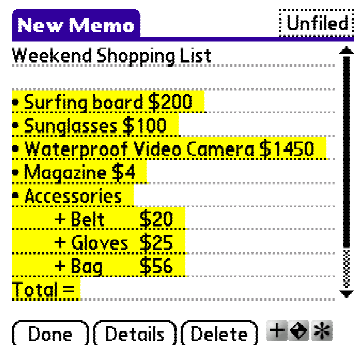 New Memo
Unfiled
Weekend Shopping List
• Surfing board $200
• Sunglasses $100
• Waterproof Video Camera $1450
• Magazine $4
• Accessories
+ Belt $20
+ Gloves $25
+ Bag $56
Total =
Done Details Delete